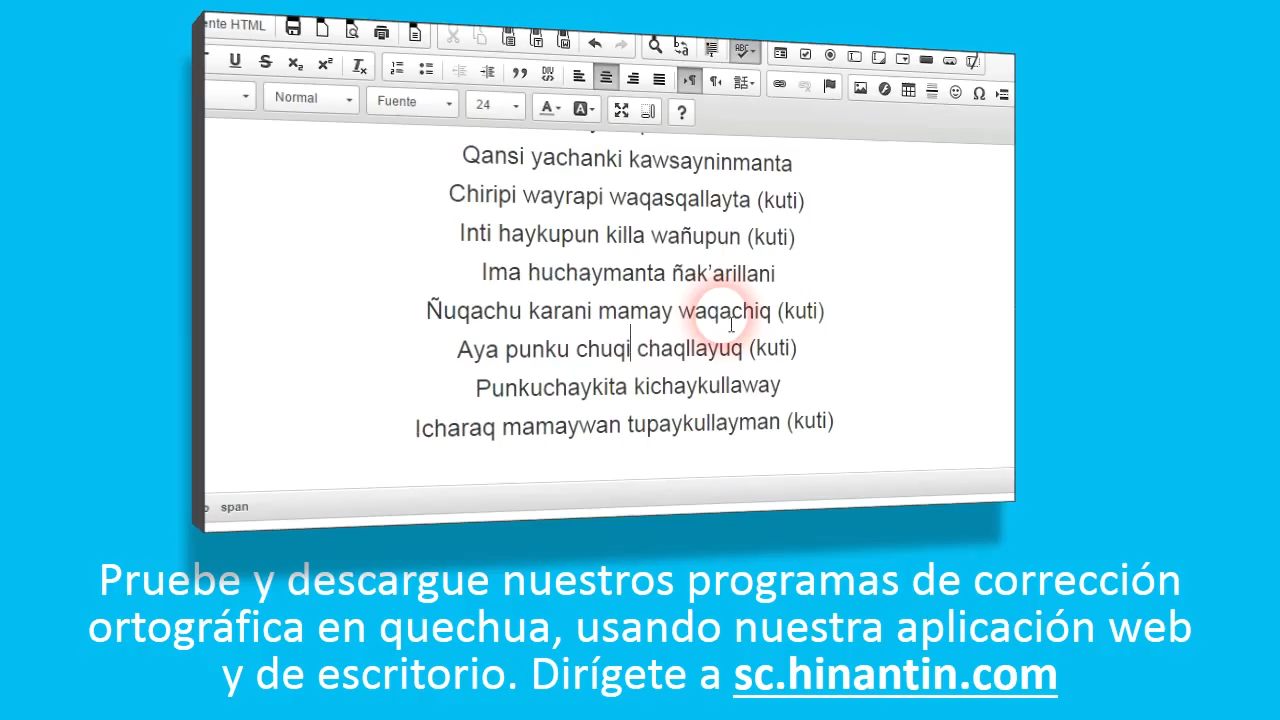 ente HTML
Normal Fuente 24
Qansi yachanki kawsayninmanta
Chiripi wayrapi waqasqallayta (kuti)
Inti haykupun killa wañupun (kuti)
Ima huchaymanta ñak’arillani
Ñuqachu karani mamay waqachiq (kuti)
Aya punku chuqi chaqllayuq (kuti)
Punkuchaykita kichaykullaway
Icharaq mamaywan tupaykullayman (kuti)
span
Pruebe y descargue nuestros programas de corrección
ortográfica en quechua, usando nuestra aplicación web
y de escritorio. Dirígete a sc.hinantin.com